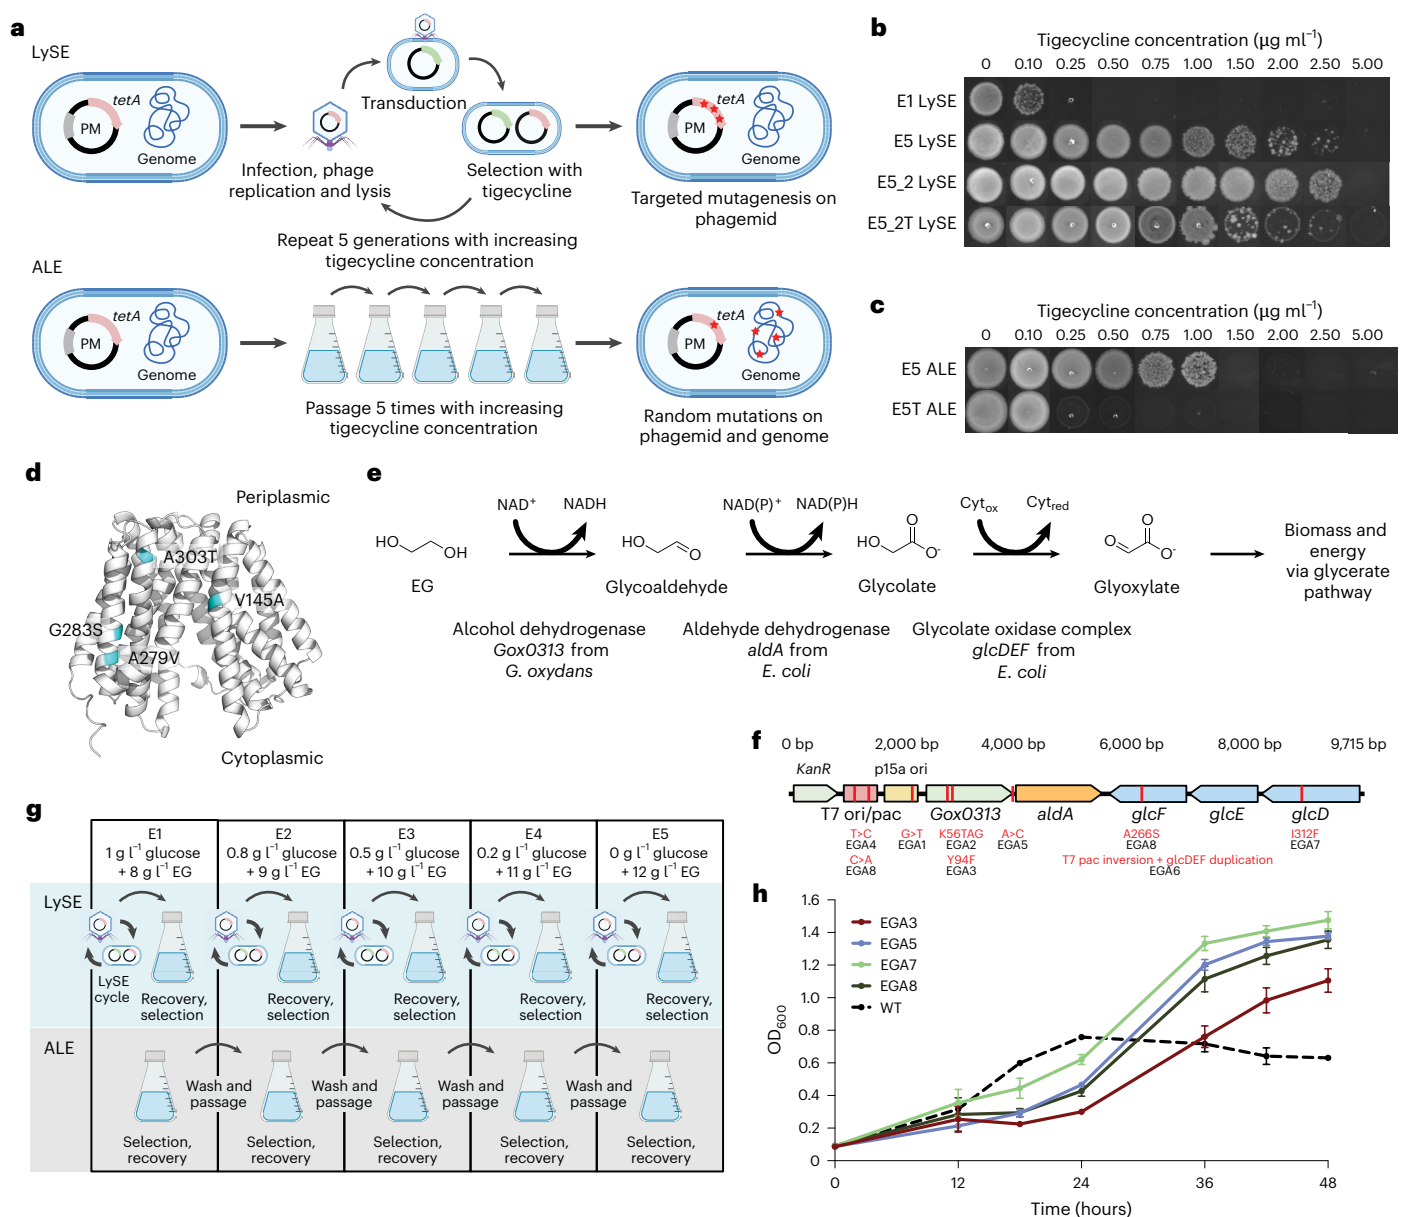 a
LySE
tetA
PM
Genome
Transduction
Infection, phage
replication and lysis
Selection with
tigecycline
tetA
PM
Genome
Targeted mutagenesis on
phagemid
Repeat 5 generations with increasing
tigecycline concentration
ALE
tetA
PM
Genome
Passage 5 times with increasing
tigecycline concentration
tetA
PM
Genome
Random mutations on
phagemid and genome
b
Tigecycline concentration (µg ml⁻¹)
0 0.10 0.25 0.50 0.75 1.00 1.50 2.00 2.50 5.00
E1 LySE
E5 LySE
E5_2 LySE
E5_2T LySE
c
Tigecycline concentration (µg ml⁻¹)
0 0.10 0.25 0.50 0.75 1.00 1.50 2.00 2.50 5.00
E5 ALE
E5T ALE
d
Periplasmic
A303T
V145A
G283S
A279V
Cytoplasmic
e
NAD⁺ NADH NAD(P)⁺ NAD(P)H Cytox Cytred
HO OH HO O HO O O⁻ O O O⁻
EG Glycoaldehyde Glycolate Glyoxylate
Biomass and
energy
via glycerate
pathway
Alcohol dehydrogenase
Gox0313 from
G. oxydans
Aldehyde dehydrogenase
aldA from
E. coli
Glycolate oxidase complex
glcDEF from
E. coli
f
0 bp 2,000 bp 4,000 bp 6,000 bp 8,000 bp 9,715 bp
KanR p15a ori
T7 ori/pac Gox0313 aldA glcF glcE glcD
T>C G>T K56TAG A>C A266S I312F
EGA4 EGA1 EGA2 EGA5 EGA8 EGA7
C>A Y94F T7 pac inversion + glcDEF duplication
EGA8 EGA3 EGA6
g
E1 E2 E3 E4 E5
1 g l⁻¹ glucose 0.8 g l⁻¹ glucose 0.5 g l⁻¹ glucose 0.2 g l⁻¹ glucose 0 g l⁻¹ glucose
+ 8 g l⁻¹ EG + 9 g l⁻¹ EG + 10 g l⁻¹ EG + 11 g l⁻¹ EG + 12 g l⁻¹ EG
LySE
LySE
cycle
Recovery, Recovery, Recovery, Recovery, Recovery,
selection selection selection selection selection
ALE
Wash and Wash and Wash and Wash and
passage passage passage passage
Selection, Selection, Selection, Selection, Selection,
recovery recovery recovery recovery recovery
h
OD₆₀₀
1.6
1.4
1.2
1.0
0.8
0.6
0.4
0.2
0
EGA3
EGA5
EGA7
EGA8
WT
0 12 24 36 48
Time (hours)